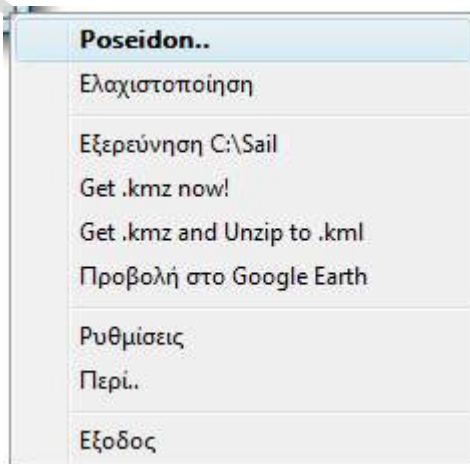 Poseidon..
Ελαχιστοποίηση
Εξερεύνηση C:\Sail
Get .kmz now!
Get .kmz and Unzip to .kml
Προβολή στο Google Earth
Ρυθμίσεις
Περί..
Εξοδος